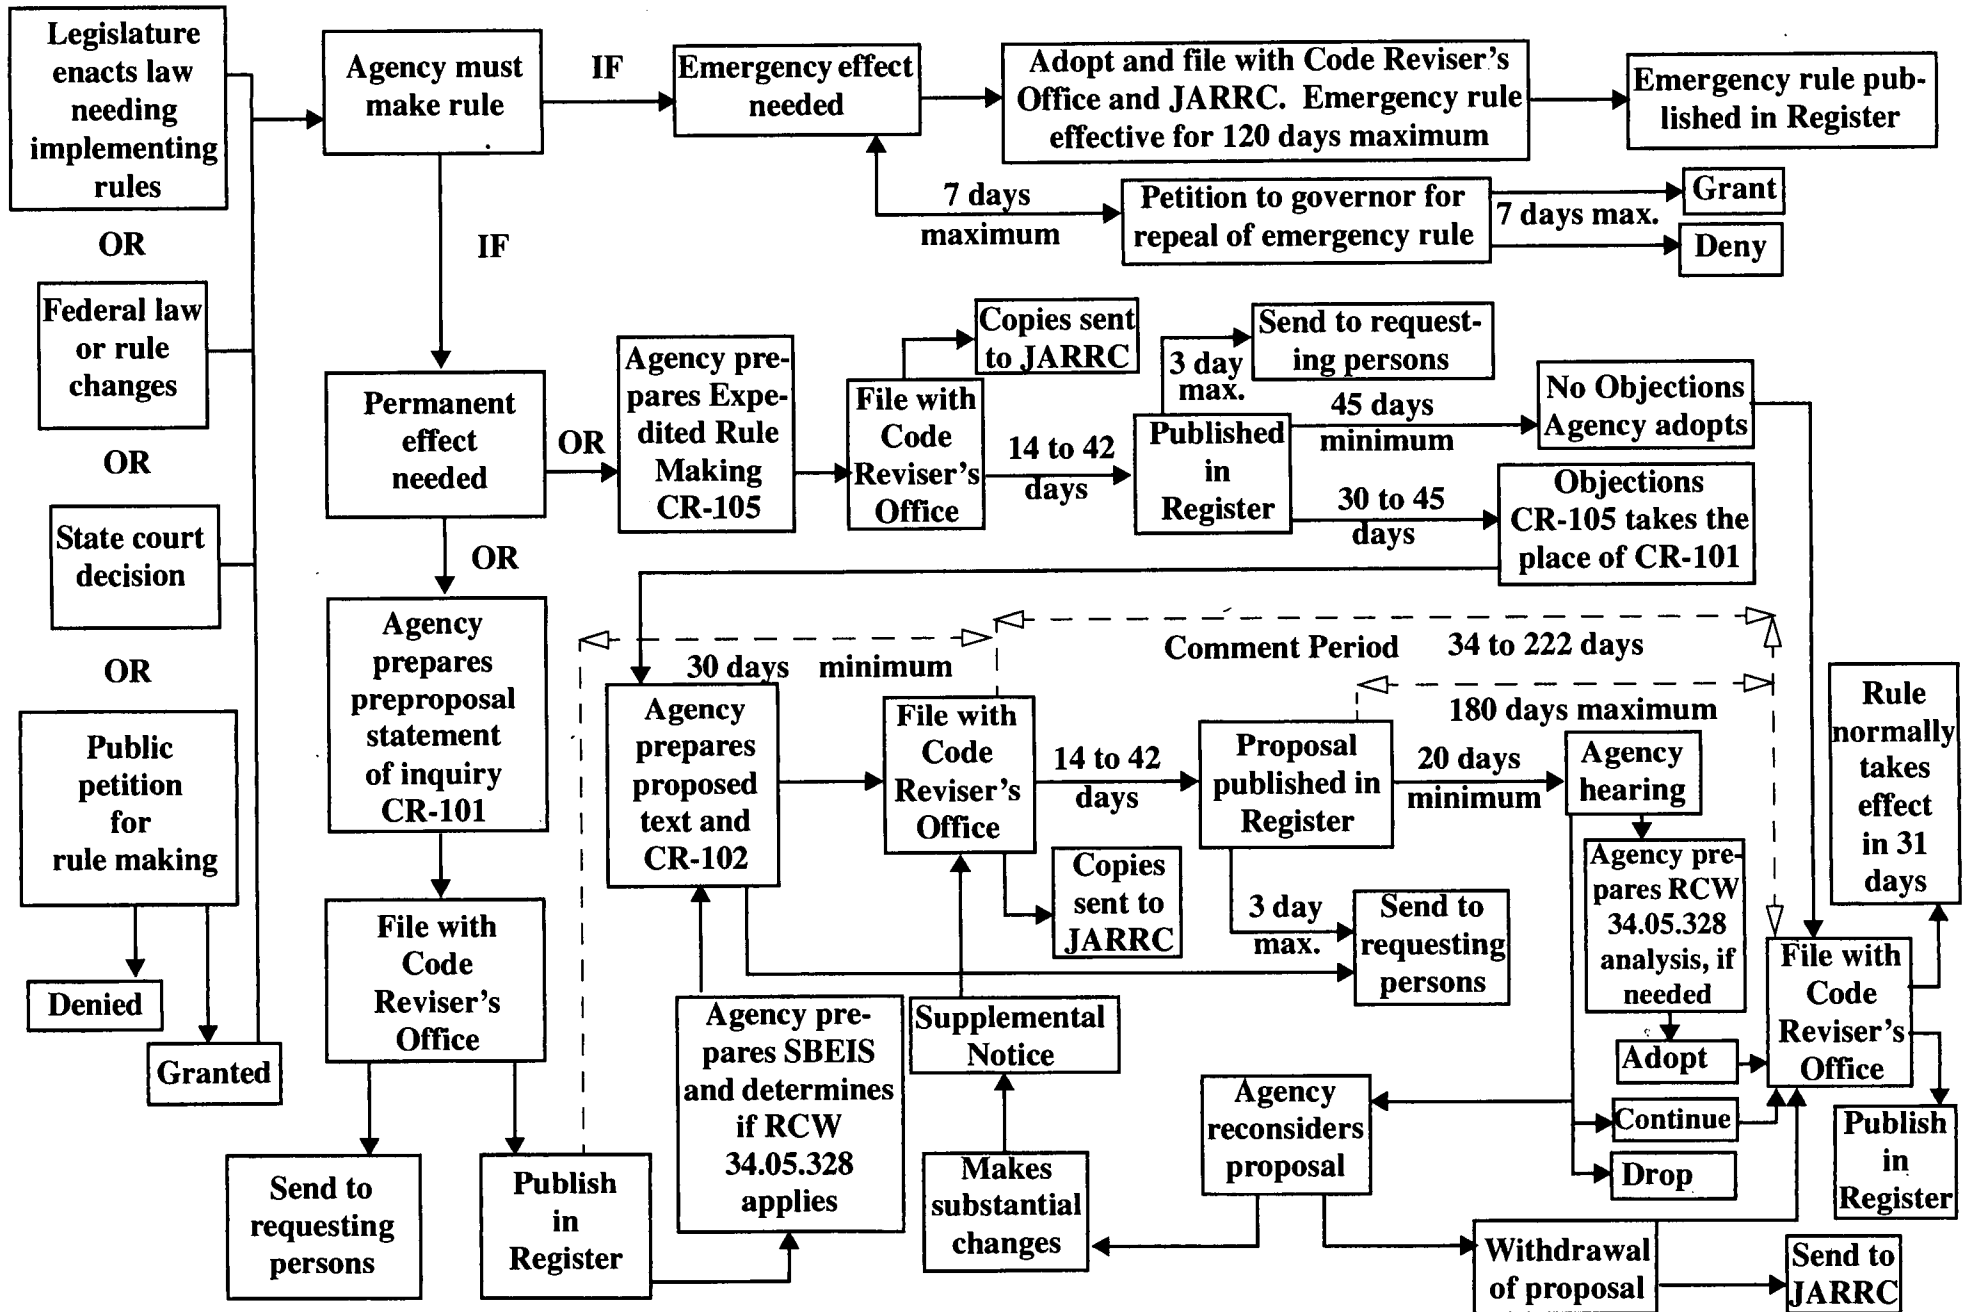 Legislature
enacts law
needing
implementing
rules
OR
Federal law
or rule
changes
OR
State court
decision
OR
Public
petition
for
rule making
Denied
Granted
Agency must
make rule
IF
Emergency effect
needed
Adopt and file with Code Reviser's
Office and JARRC. Emergency rule
effective for 120 days maximum
Emergency rule pub-
lished in Register
7 days
maximum
Petition to governor for
repeal of emergency rule
7 days max.
Grant
Deny
IF
Permanent
effect
needed
OR
Agency pre-
pares Expe-
dited Rule
Making
CR-105
File with
Code
Reviser's
Office
Copies sent
to JARRC
14 to 42
days
Published
in
Register
3 day
max.
Send to request-
ing persons
45 days
minimum
No Objections
Agency adopts
30 to 45
days
Objections
CR-105 takes the
place of CR-101
OR
Agency
prepares
preproposal
statement
of inquiry
CR-101
File with
Code
Reviser's
Office
Send to
requesting
persons
Publish
in
Register
30 days minimum
Agency
prepares
proposed
text and
CR-102
Agency pre-
pares SBEIS
and determines
if RCW
34.05.328
applies
File with
Code
Reviser's
Office
Copies
sent to
JARRC
Supplemental
Notice
Makes
substantial
changes
Comment Period 34 to 222 days
180 days maximum
14 to 42
days
Proposal
published in
Register
3 day
max.
Send to
requesting
persons
20 days
minimum
Agency
hearing
Agency pre-
pares RCW
34.05.328
analysis, if
needed
Adopt
Continue
Drop
Agency
reconsiders
proposal
Withdrawal
of proposal
Send to
JARRC
File with
Code
Reviser's
Office
Rule
normally
takes
effect
in 31
days
Publish
in
Register